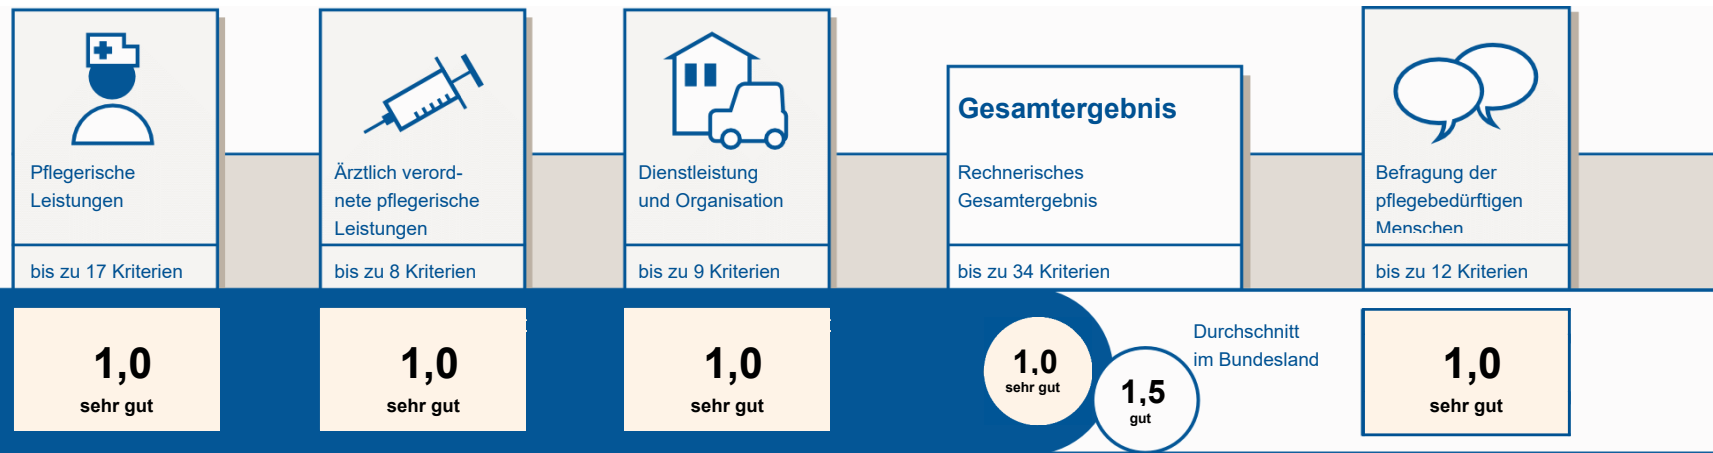 Pflegerische
Leistungen
bis zu 17 Kriterien
1,0
sehr gut
Ärztlich verord-
nete pflegerische
Leistungen
bis zu 8 Kriterien
1,0
sehr gut
Dienstleistung
und Organisation
bis zu 9 Kriterien
1,0
sehr gut
Gesamtergebnis
Rechnerisches
Gesamtergebnis
bis zu 34 Kriterien
1,0
sehr gut
1,5
gut
Durchschnitt
im Bundesland
Befragung der
pflegebedürftigen
Menschen
bis zu 12 Kriterien
1,0
sehr gut